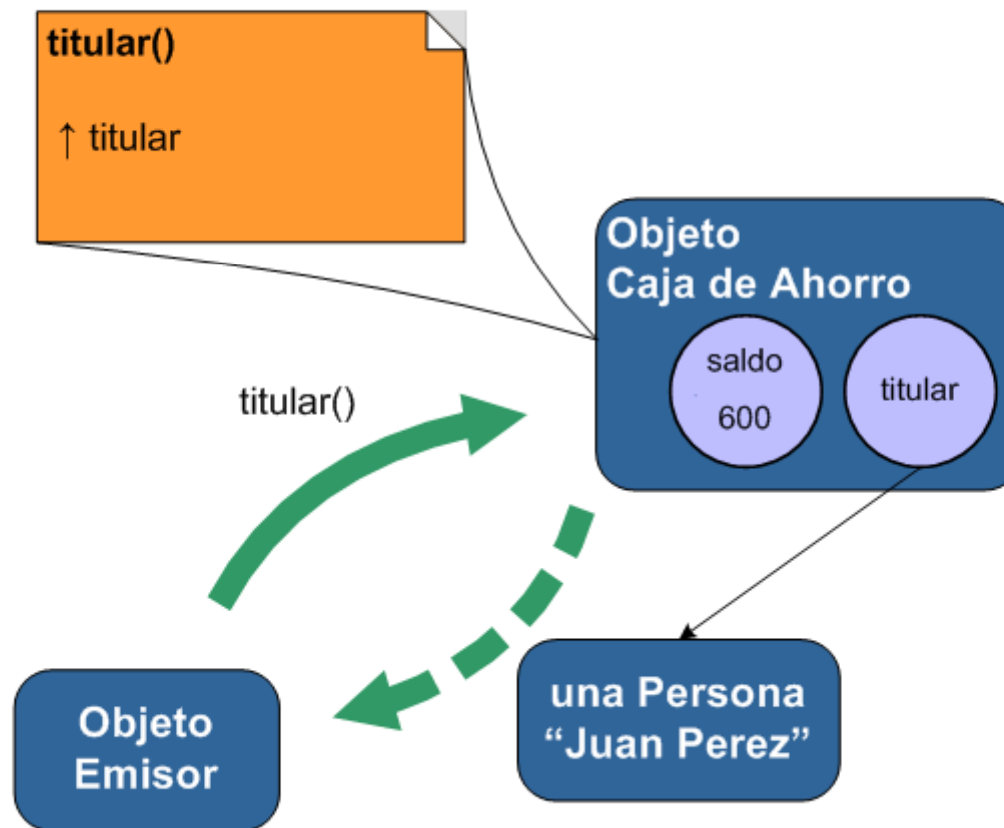 titular()
↑ titular
Objeto
Caja de Ahorro
saldo
600
titular
titular()
Objeto
Emisor
una Persona
“Juan Perez”